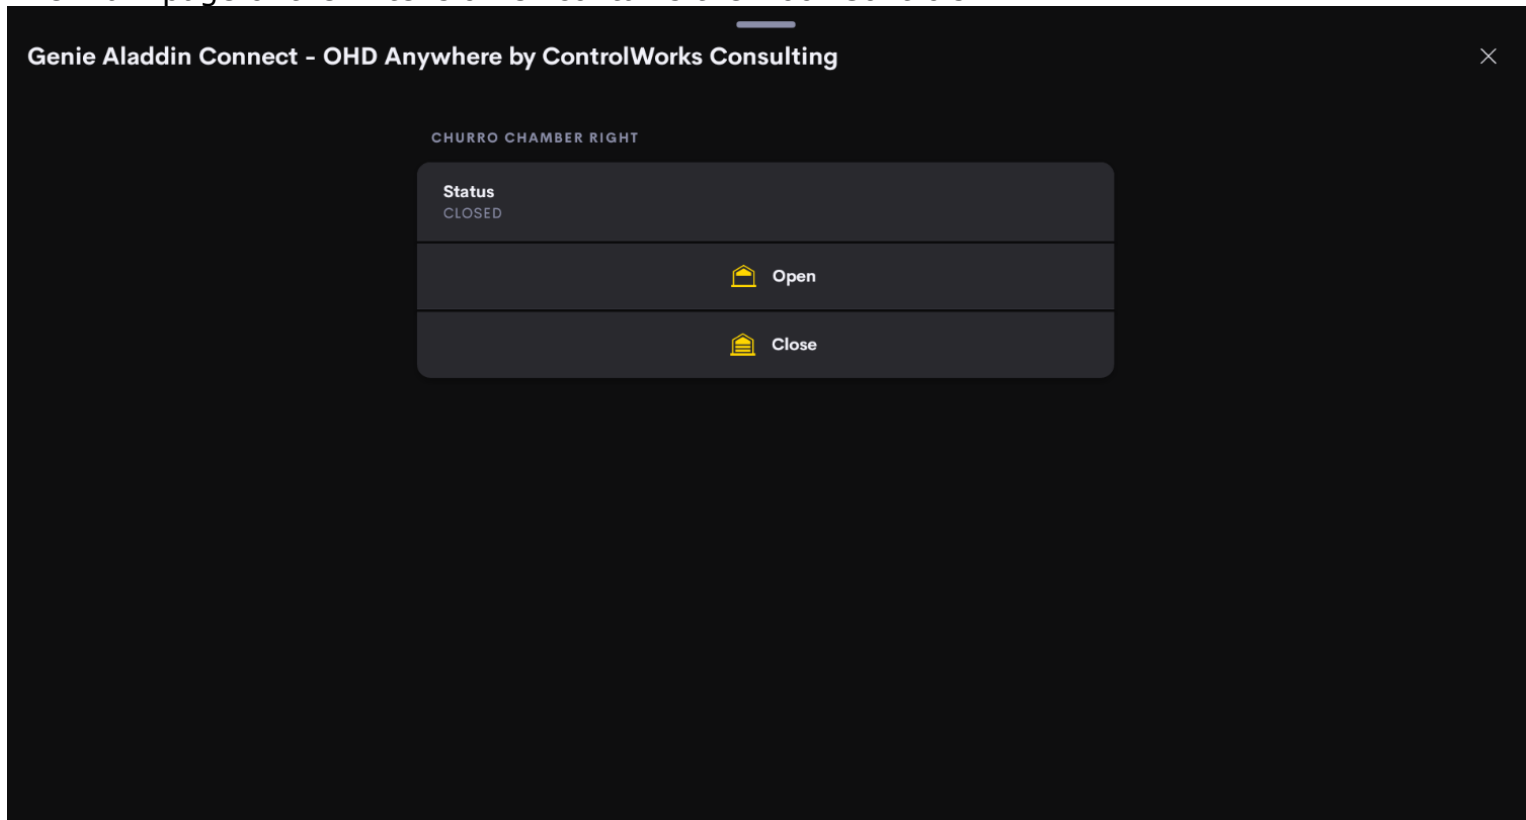 Genie Aladdin Connect - OHD Anywhere by ControlWorks Consulting
CHURRO CHAMBER RIGHT
Status
CLOSED
Open
Close